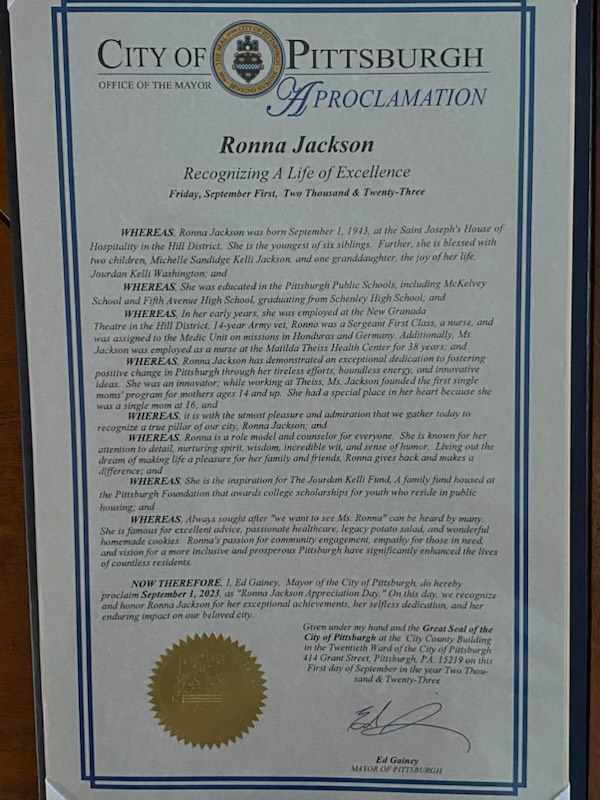 CITY OF PITTSBURGH
OFFICE OF THE MAYOR
A PROCLAMATION
Ronna Jackson
Recognizing A Life of Excellence
Friday, September First, Two Thousand & Twenty-Three
WHEREAS, Ronna Jackson was born September 1, 1943, at the Saint Joseph's House of
Hospitality in the Hill District. She is the youngest of six siblings. Further, she is blessed with
two children, Michelle Sandidge Kelli Jackson, and one granddaughter, the joy of her life,
Jourdan Kelli Washington; and
WHEREAS, She was educated in the Pittsburgh Public Schools, including McKelvey
School and Fifth Avenue High School, graduating from Schenley High School; and
WHEREAS, In her early years, she was employed at the New Granada
Theatre in the Hill District, 14-year Army vet, Ronna was a Sergeant First Class, a nurse, and
was assigned to the Medic Unit on missions in Honduras and Germany. Additionally, Ms.
Jackson was employed as a nurse at the Matilda Theiss Health Center for 38 years; and
WHEREAS, Ronna Jackson has demonstrated an exceptional dedication to fostering
positive change in Pittsburgh through her tireless efforts, boundless energy, and innovative
ideas. She was an innovator; while working at Theiss, Ms. Jackson founded the first single
moms' program for mothers ages 14 and up. She had a special place in her heart because she
was a single mom at 16; and
WHEREAS, it is with the utmost pleasure and admiration that we gather today to
recognize a true pillar of our city, Ronna Jackson; and
WHEREAS, Ronna is a role model and counselor for everyone. She is known for her
attention to detail, nurturing spirit, wisdom, incredible wit, and sense of humor. Living out the
dream of making life a pleasure for her family and friends, Ronna gives back and makes a
difference; and
WHEREAS, She is the inspiration for The Jourdan Kelli Fund, A family fund housed at
the Pittsburgh Foundation that awards college scholarships for youth who reside in public
housing; and
WHEREAS, Always sought after "we want to see Ms. Ronna" can be heard by many.
She is famous for excellent advice, passionate healthcare, legacy potato salad, and wonderful
homemade cookies. Ronna's passion for community engagement, empathy for those in need,
and vision for a more inclusive and prosperous Pittsburgh have significantly enhanced the lives
of countless residents.
NOW THEREFORE, I, Ed Gainey, Mayor of the City of Pittsburgh, do hereby
proclaim September 1, 2023, as "Ronna Jackson Appreciation Day." On this day, we recognize
and honor Ronna Jackson for her exceptional achievements, her selfless dedication, and her
enduring impact on our beloved city.
Given under my hand and the Great Seal of the
City of Pittsburgh at the City County Building
in the Twentieth Ward of the City of Pittsburgh
414 Grant Street, Pittsburgh, PA. 15219 on this
First day of September in the year Two Thou-
sand & Twenty-Three
Ed Gainey
MAYOR OF PITTSBURGH